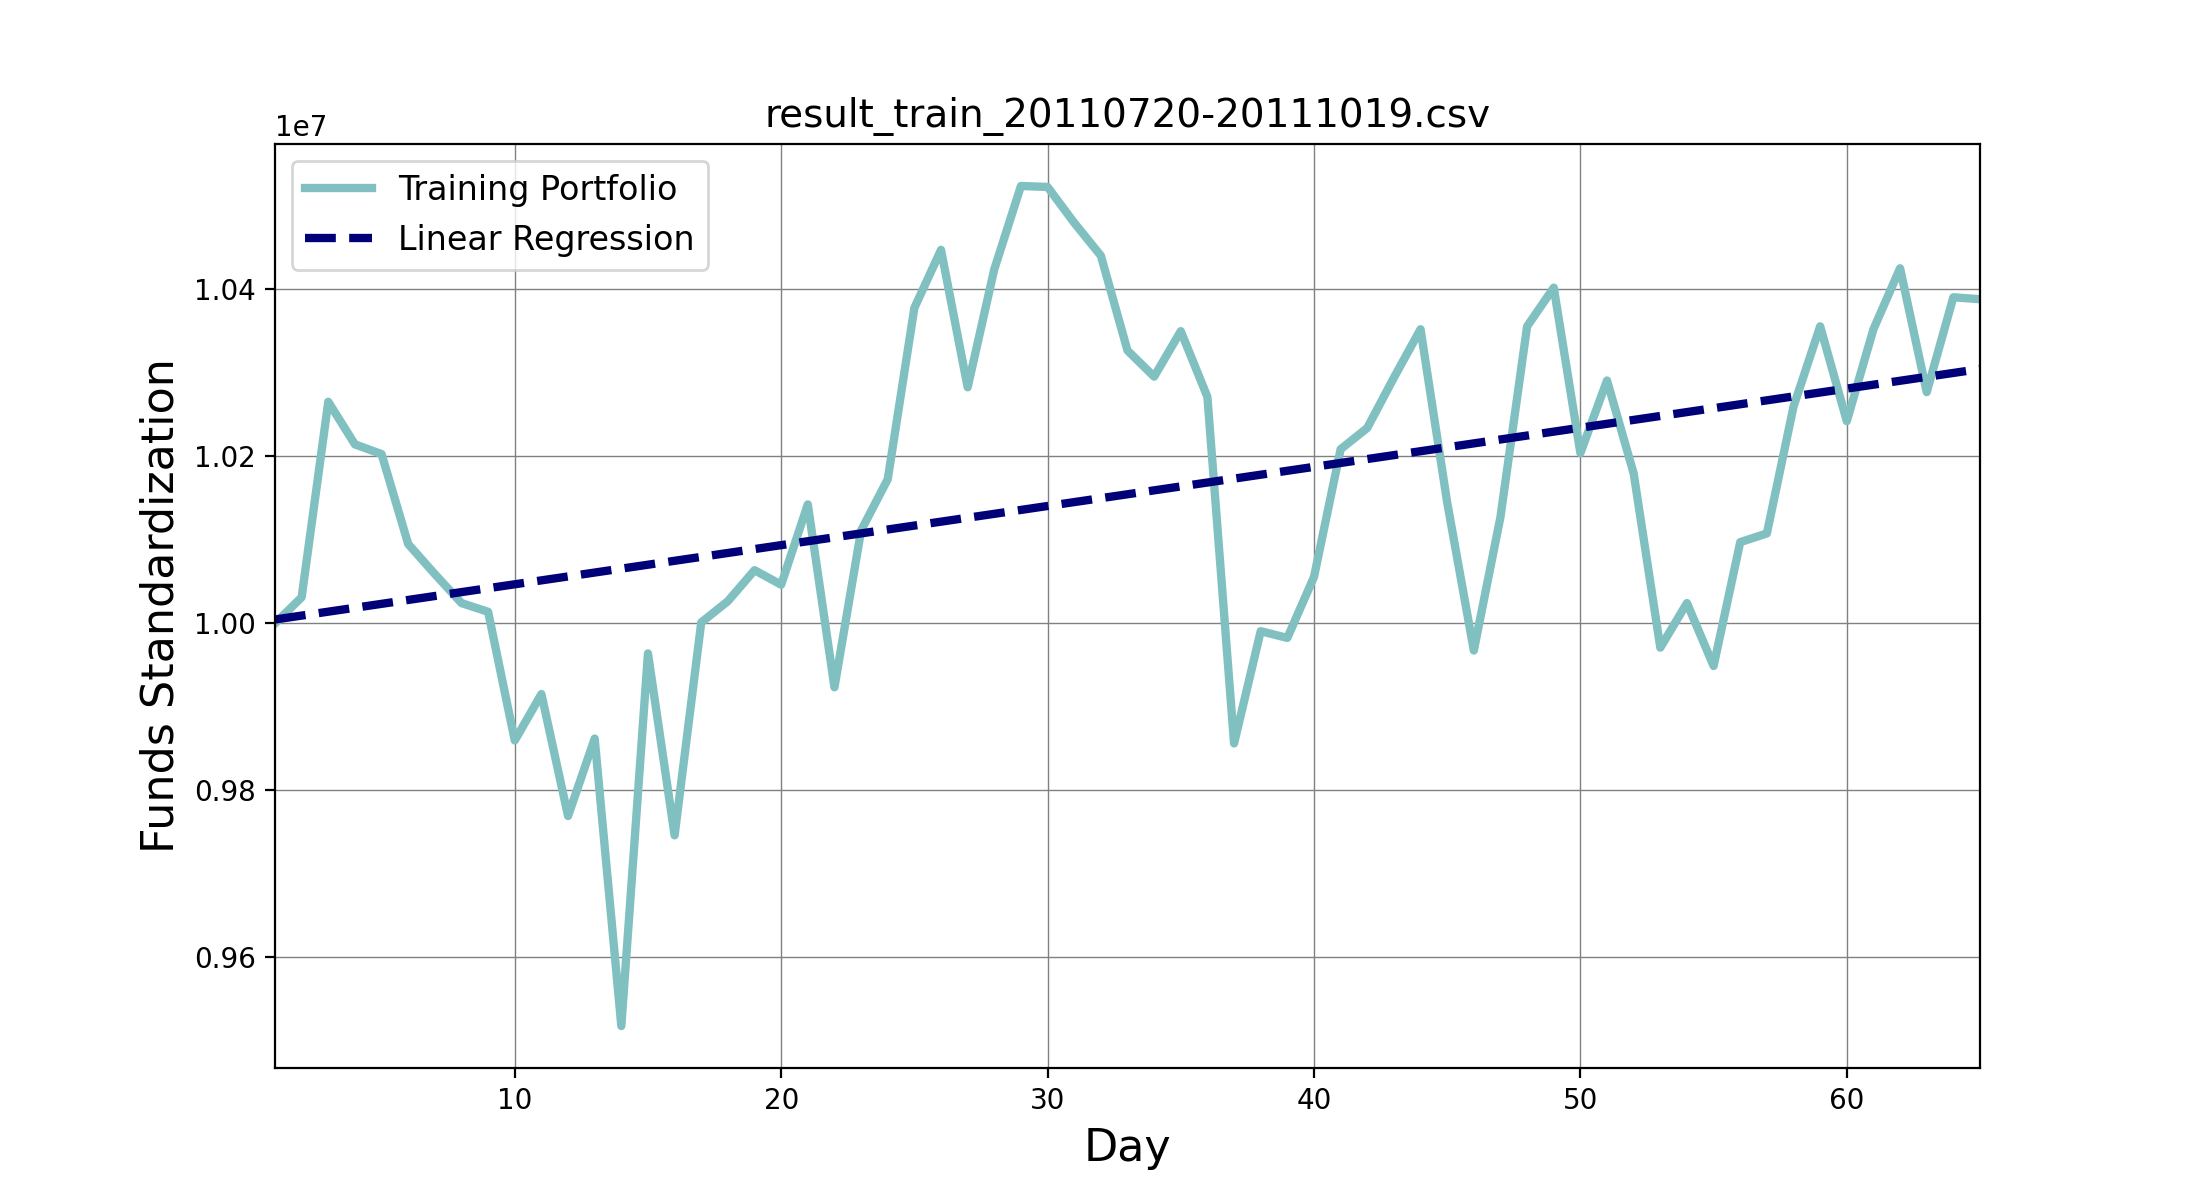 result_train_20110720-20111019.csv
1e7
Training Portfolio
Linear Regression
1.04
1.02
1.00
0.98
0.96
Funds Standardization
10 20 30 40 50 60
Day